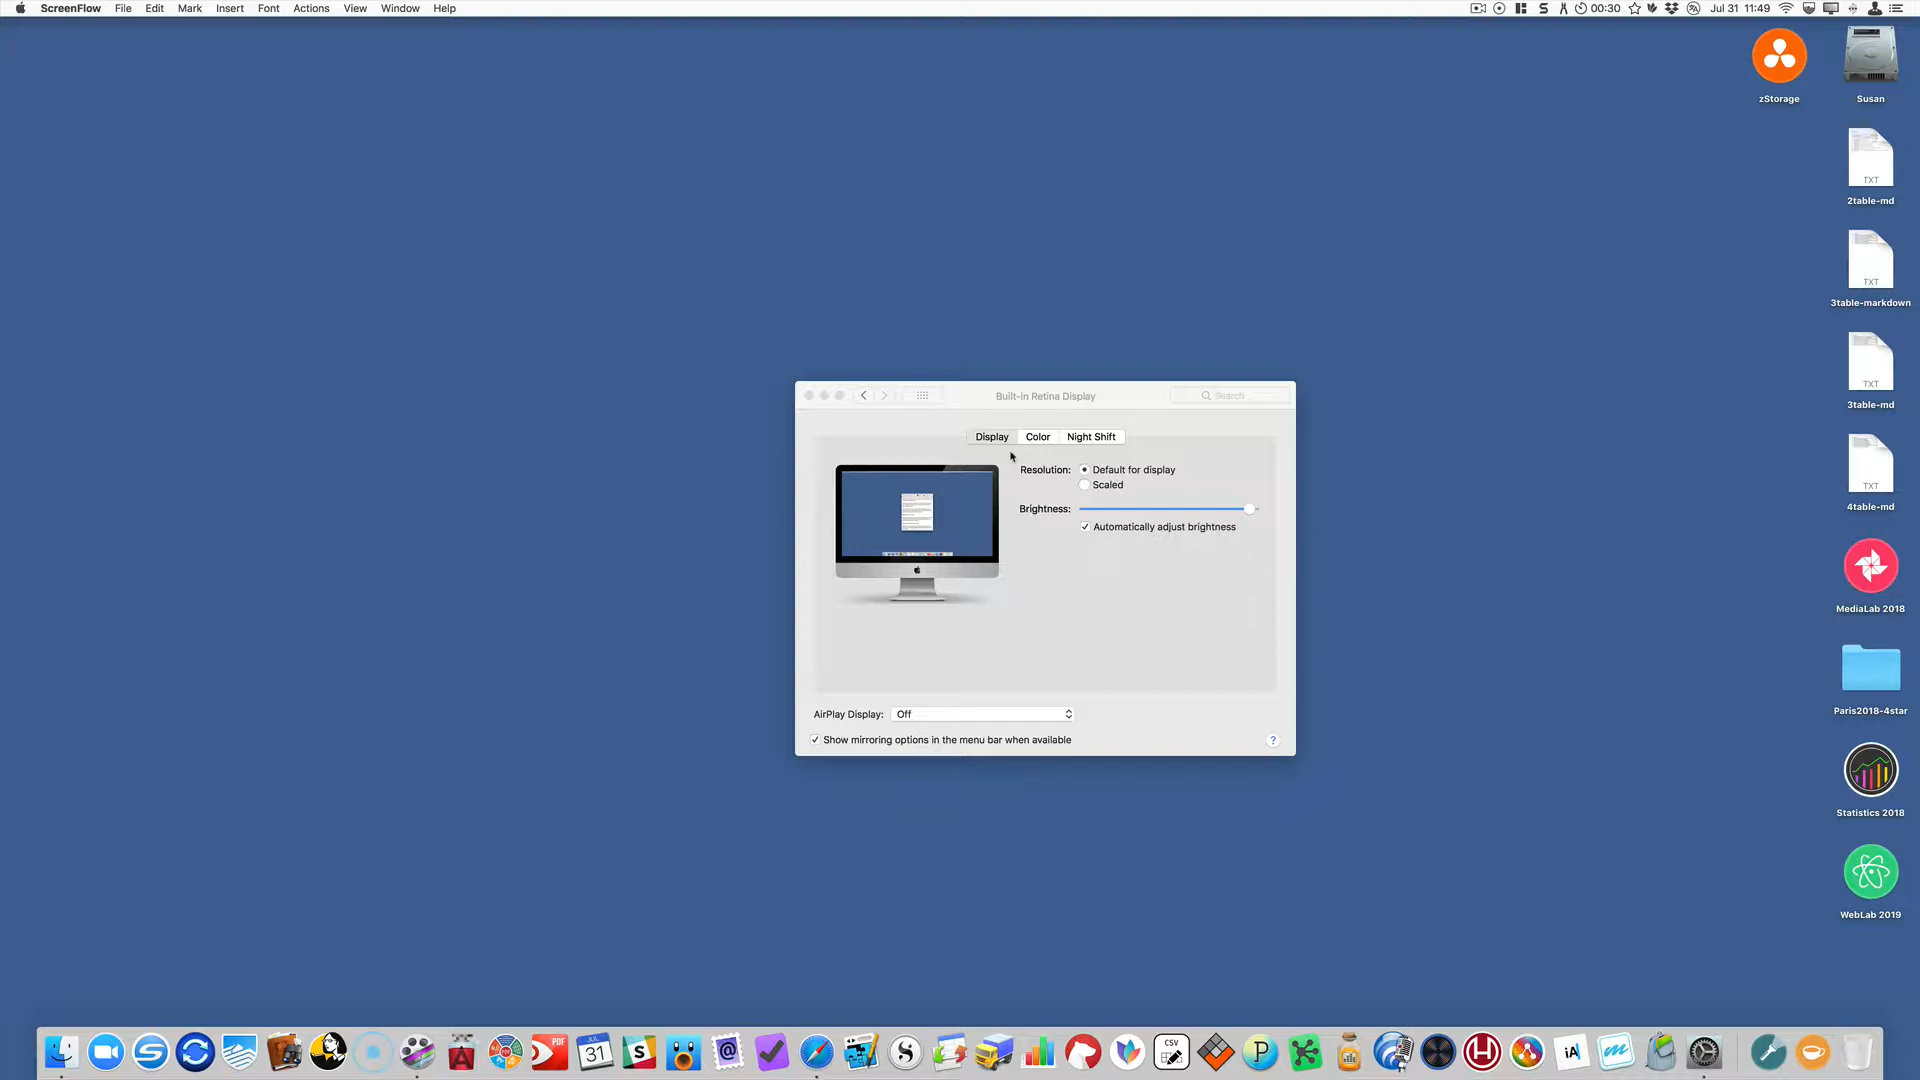 ScreenFlow File Edit Mark Insert Font Actions View Window Help
00:30 Jul 31 11:49
zStorage
Susan
TXT
2table-md
TXT
3table-markdown
TXT
3table-md
TXT
4table-md
MediaLab 2018
Paris2018-4star
Statistics 2018
WebLab 2019
Built-in Retina Display
Search
Display Color Night Shift
Resolution: Default for display
Scaled
Brightness:
Automatically adjust brightness
AirPlay Display: Off
Show mirroring options in the menu bar when available
?
PDF
JUL
31
S
@
CSV
P
H
iA